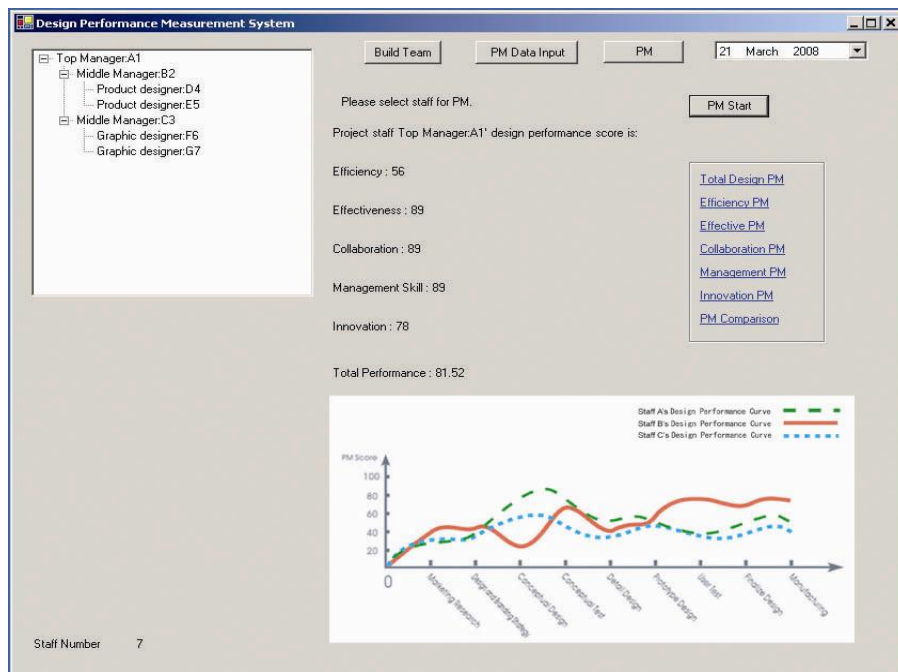 Design Performance Measurement System
Build Team
PM Data Input
PM
21 March 2008
Top Manager:A1
Middle Manager:B2
Product designer:D4
Product designer:E5
Middle Manager:C3
Graphic designer:F6
Graphic designer:G7
Please select staff for PM.
PM Start
Project staff Top Manager:A1' design performance score is:
Efficiency : 56
Effectiveness : 89
Collaboration : 89
Management Skill : 89
Innovation : 78
Total Performance : 81.52
Total Design PM
Efficiency PM
Effective PM
Collaboration PM
Management PM
Innovation PM
PM Comparison
Staff A's Design Performance Curve
Staff B's Design Performance Curve
Staff C's Design Performance Curve
PM Score
100
80
60
40
20
0
Marketing Research
Design and Branding Strategy
Conceptual Design
Conceptual Test
Detail Design
Prototype Design
User Test
Finalize Design
Manufacturing
Staff Number 7